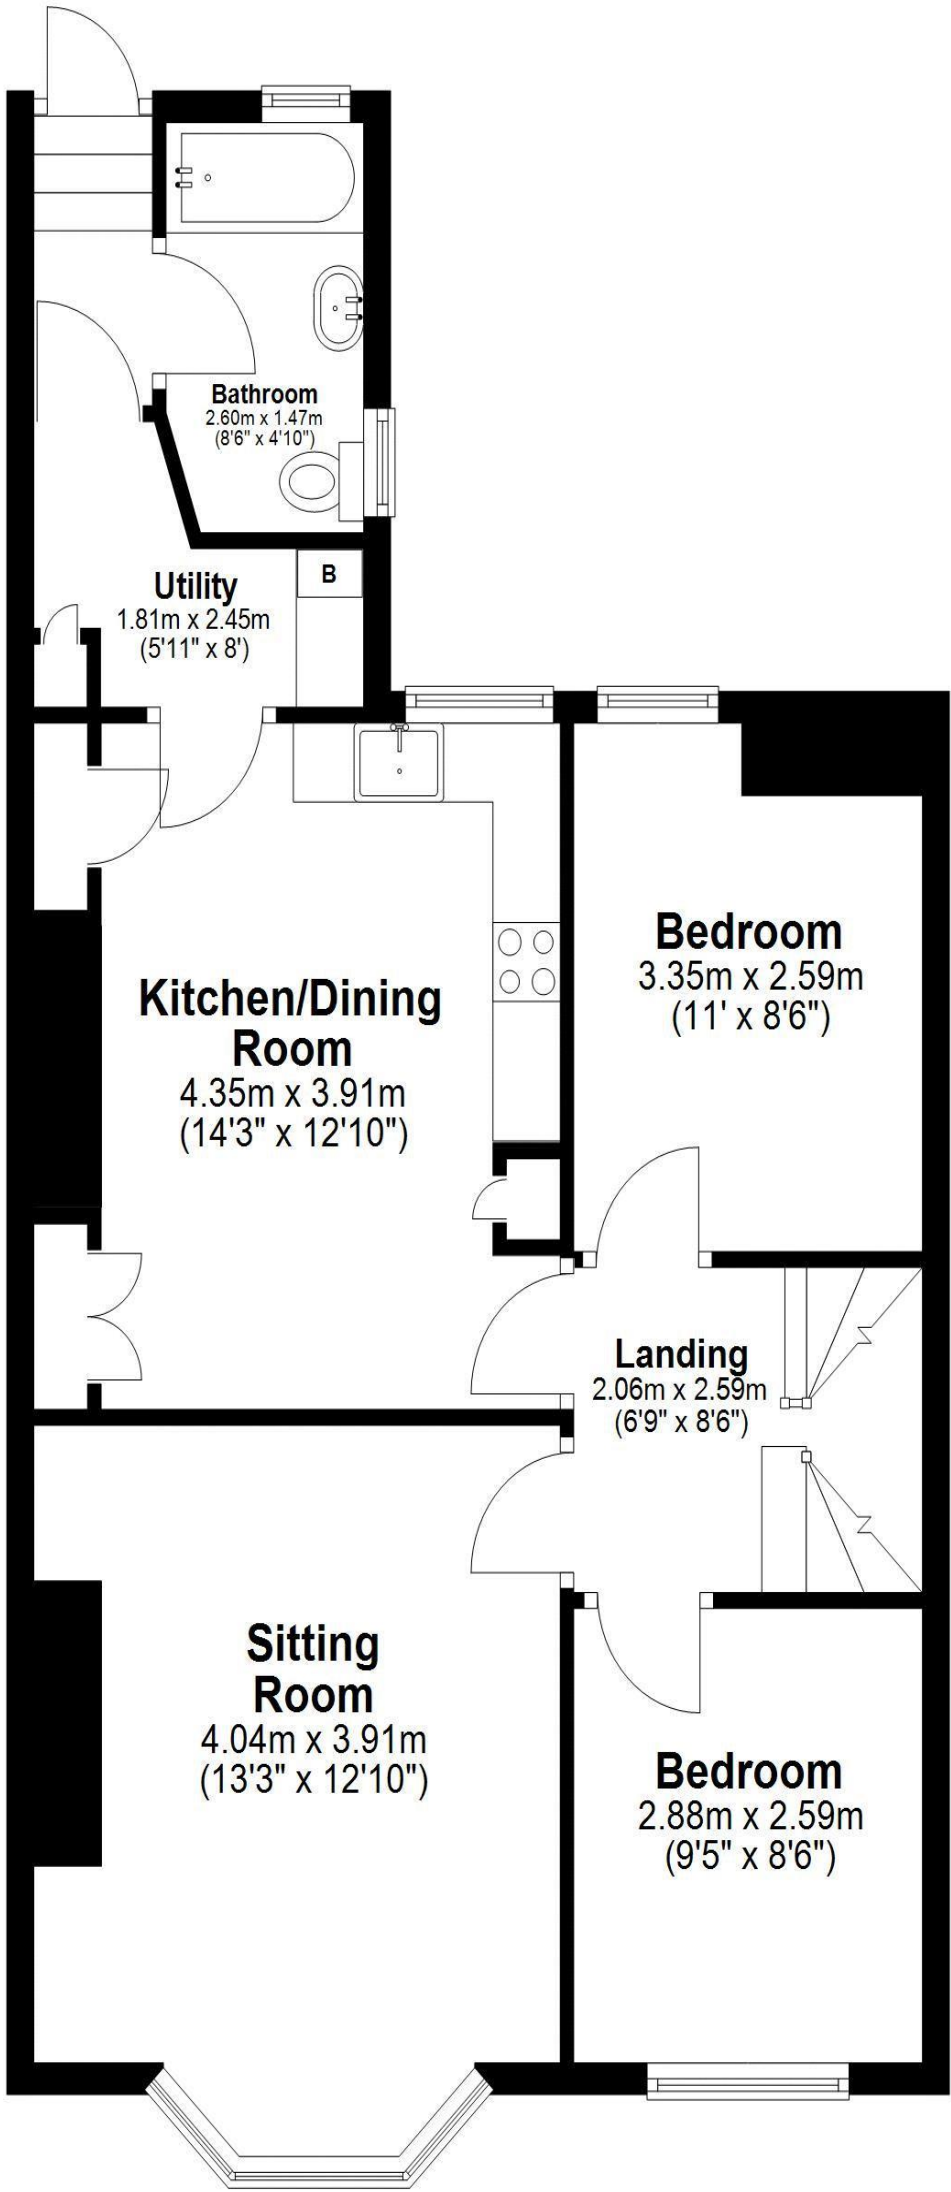 Bathroom
2.60m x 1.47m
(8'6" x 4'10")
B
Utility
1.81m x 2.45m
(5'11" x 8')
Bedroom
3.35m x 2.59m
(11' x 8'6")
Kitchen/Dining
Room
4.35m x 3.91m
(14'3" x 12'10")
Landing
2.06m x 2.59m
(6'9" x 8'6")
Sitting
Room
4.04m x 3.91m
(13'3" x 12'10")
Bedroom
2.88m x 2.59m
(9'5" x 8'6")